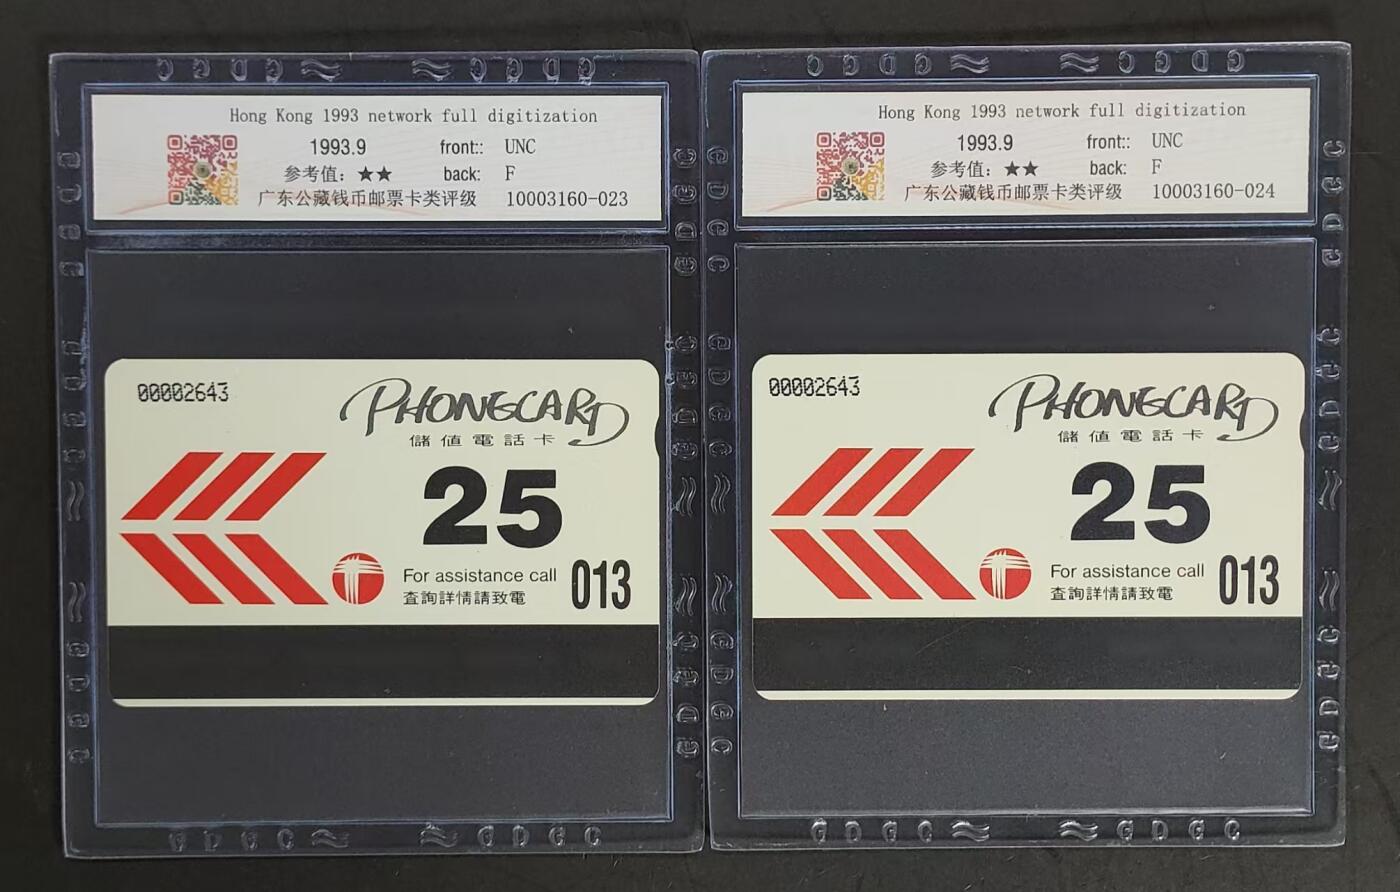 Hong Kong 1993 network full digitization
1993.9 front:: UNC
参考值：★★ back: F
广东公藏钱币邮票卡类评级 10003160-023
00002643
PHONECARD
儲值電話卡
25
For assistance call
查詢詳情請致電
013
Hong Kong 1993 network full digitization
1993.9 front:: UNC
参考值：★★ back: F
广东公藏钱币邮票卡类评级 10003160-024
00002643
PHONECARD
儲值電話卡
25
For assistance call
查詢詳情請致電
013